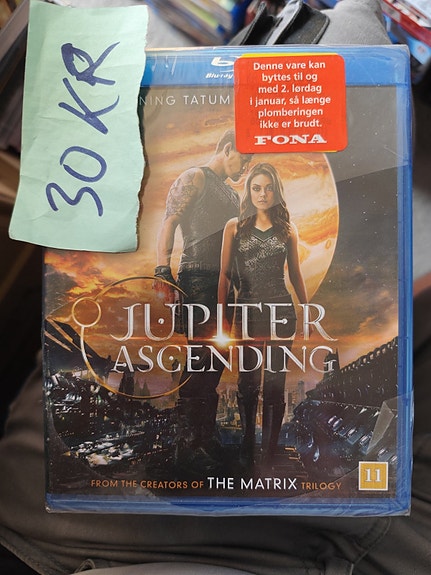 30 KR
Blu-ray
NING TATUM
Denne vare kan
byttes til og
med 2. lørdag
i januar, så længe
plomberingen
ikke er brudt.
FONA
JUPITER
ASCENDING
11
FROM THE CREATORS OF THE MATRIX TRILOGY